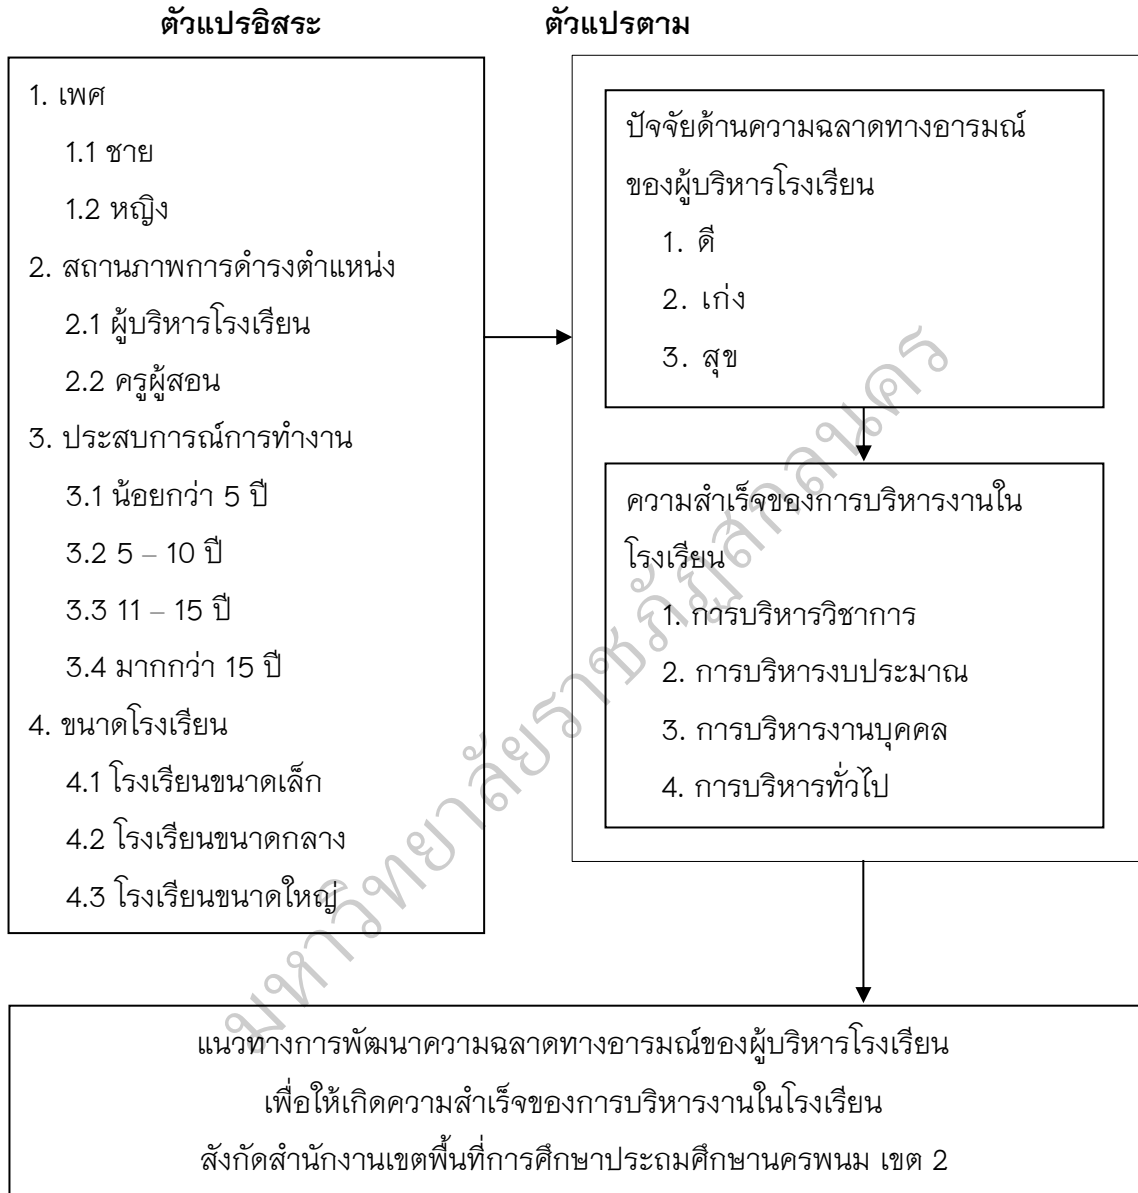 ตัวแปรอิสระ
ตัวแปรตาม
1. เพศ
1.1 ชาย
1.2 หญิง
2. สถานภาพการดำรงตำแหน่ง
2.1 ผู้บริหารโรงเรียน
2.2 ครูผู้สอน
3. ประสบการณ์การทำงาน
3.1 น้อยกว่า 5 ปี
3.2 5 – 10 ปี
3.3 11 – 15 ปี
3.4 มากกว่า 15 ปี
4. ขนาดโรงเรียน
4.1 โรงเรียนขนาดเล็ก
4.2 โรงเรียนขนาดกลาง
4.3 โรงเรียนขนาดใหญ่
ปัจจัยด้านความฉลาดทางอารมณ์
ของผู้บริหารโรงเรียน
1. ดี
2. เก่ง
3. สุข
ความสำเร็จของการบริหารงานใน
โรงเรียน
1. การบริหารวิชาการ
2. การบริหารงบประมาณ
3. การบริหารงานบุคคล
4. การบริหารทั่วไป
แนวทางการพัฒนาความฉลาดทางอารมณ์ของผู้บริหารโรงเรียน
เพื่อให้เกิดความสำเร็จของการบริหารงานในโรงเรียน
สังกัดสำนักงานเขตพื้นที่การศึกษาประถมศึกษานครพนม เขต 2
มหาวิทยาลัยราชภัฏสกลนคร